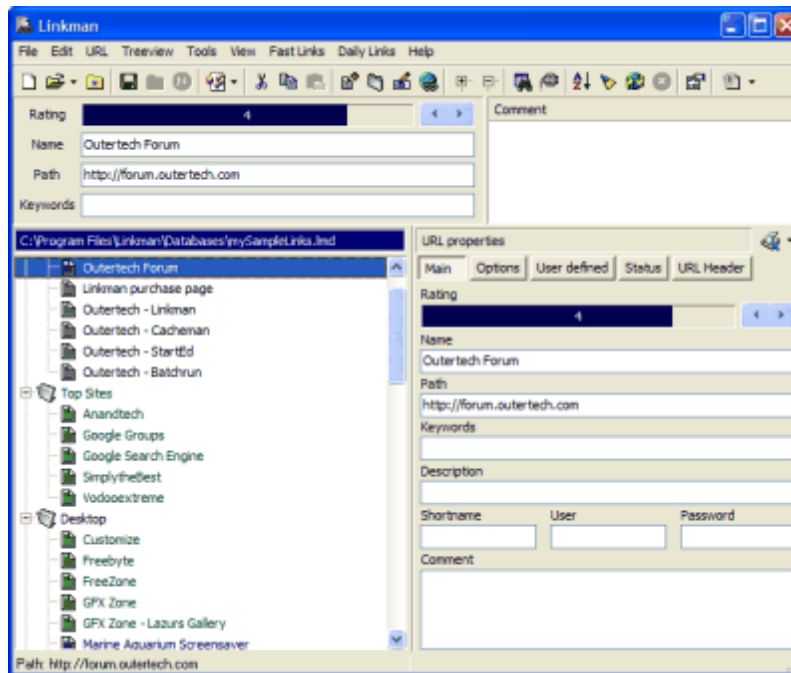 Linkman
File Edit URL Treeview Tools View Fast Links Daily Links Help
Rating 4
Comment
Name Outertech Forum
Path http://forum.outertech.com
Keywords
C:\Program Files\Linkman\Databases\mySampleLinks.lmd
Outertech Forum
Linkman purchase page
Outertech - Linkman
Outertech - Cacheman
Outertech - StartEd
Outertech - Batchrun
Top Sites
Anandtech
Google Groups
Google Search Engine
SimplytheBest
Vodooextreme
Desktop
Customize
Freebyte
FreeZone
GFX Zone
GFX Zone - Lazurs Gallery
Marine Aquarium Screensaver
URL properties
Main Options User defined Status URL Header
Rating
4
Name
Outertech Forum
Path
http://forum.outertech.com
Keywords
Description
Shortname User Password
Comment
Path: http://forum.outertech.com